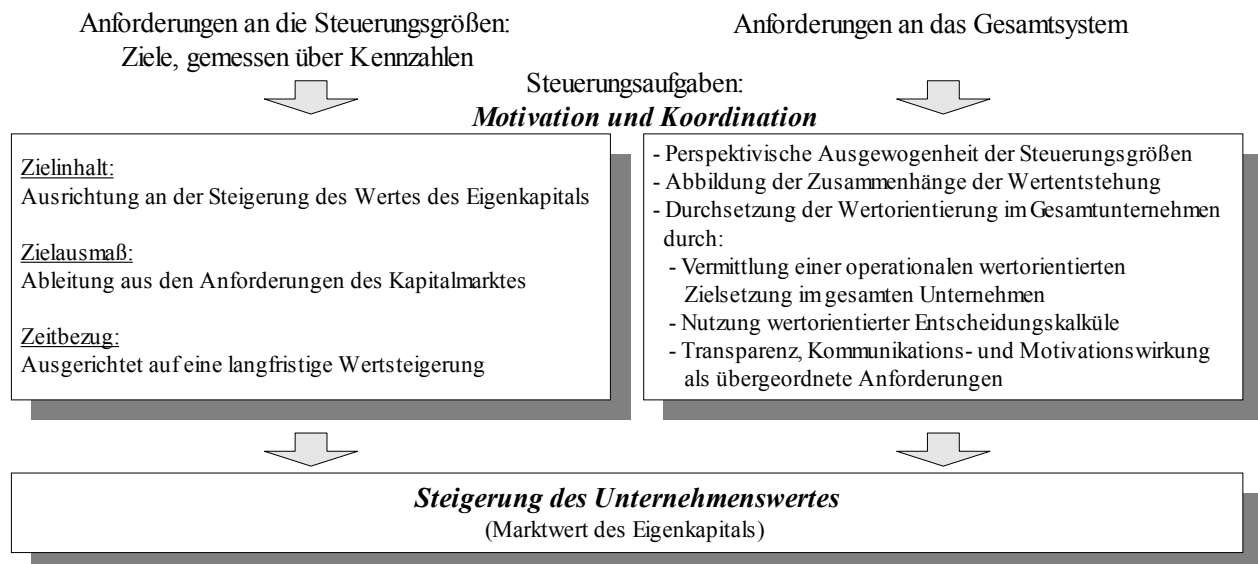 Anforderungen an die Steuerungsgrößen:
Ziele, gemessen über Kennzahlen
Anforderungen an das Gesamtsystem
Steuerungsaufgaben:
Motivation und Koordination
Zielinhalt:
Ausrichtung an der Steigerung des Wertes des Eigenkapitals
Zielausmaß:
Ableitung aus den Anforderungen des Kapitalmarktes
Zeitbezug:
Ausgerichtet auf eine langfristige Wertsteigerung
- Perspektivische Ausgewogenheit der Steuerungsgrößen
- Abbildung der Zusammenhänge der Wertentstehung
- Durchsetzung der Wertorientierung im Gesamtunternehmen
durch:
- Vermittlung einer operationalen wertorientierten
Zielsetzung im gesamten Unternehmen
- Nutzung wertorientierter Entscheidungskalküle
- Transparenz, Kommunikations- und Motivationswirkung
als übergeordnete Anforderungen
Steigerung des Unternehmenswertes
(Marktwert des Eigenkapitals)